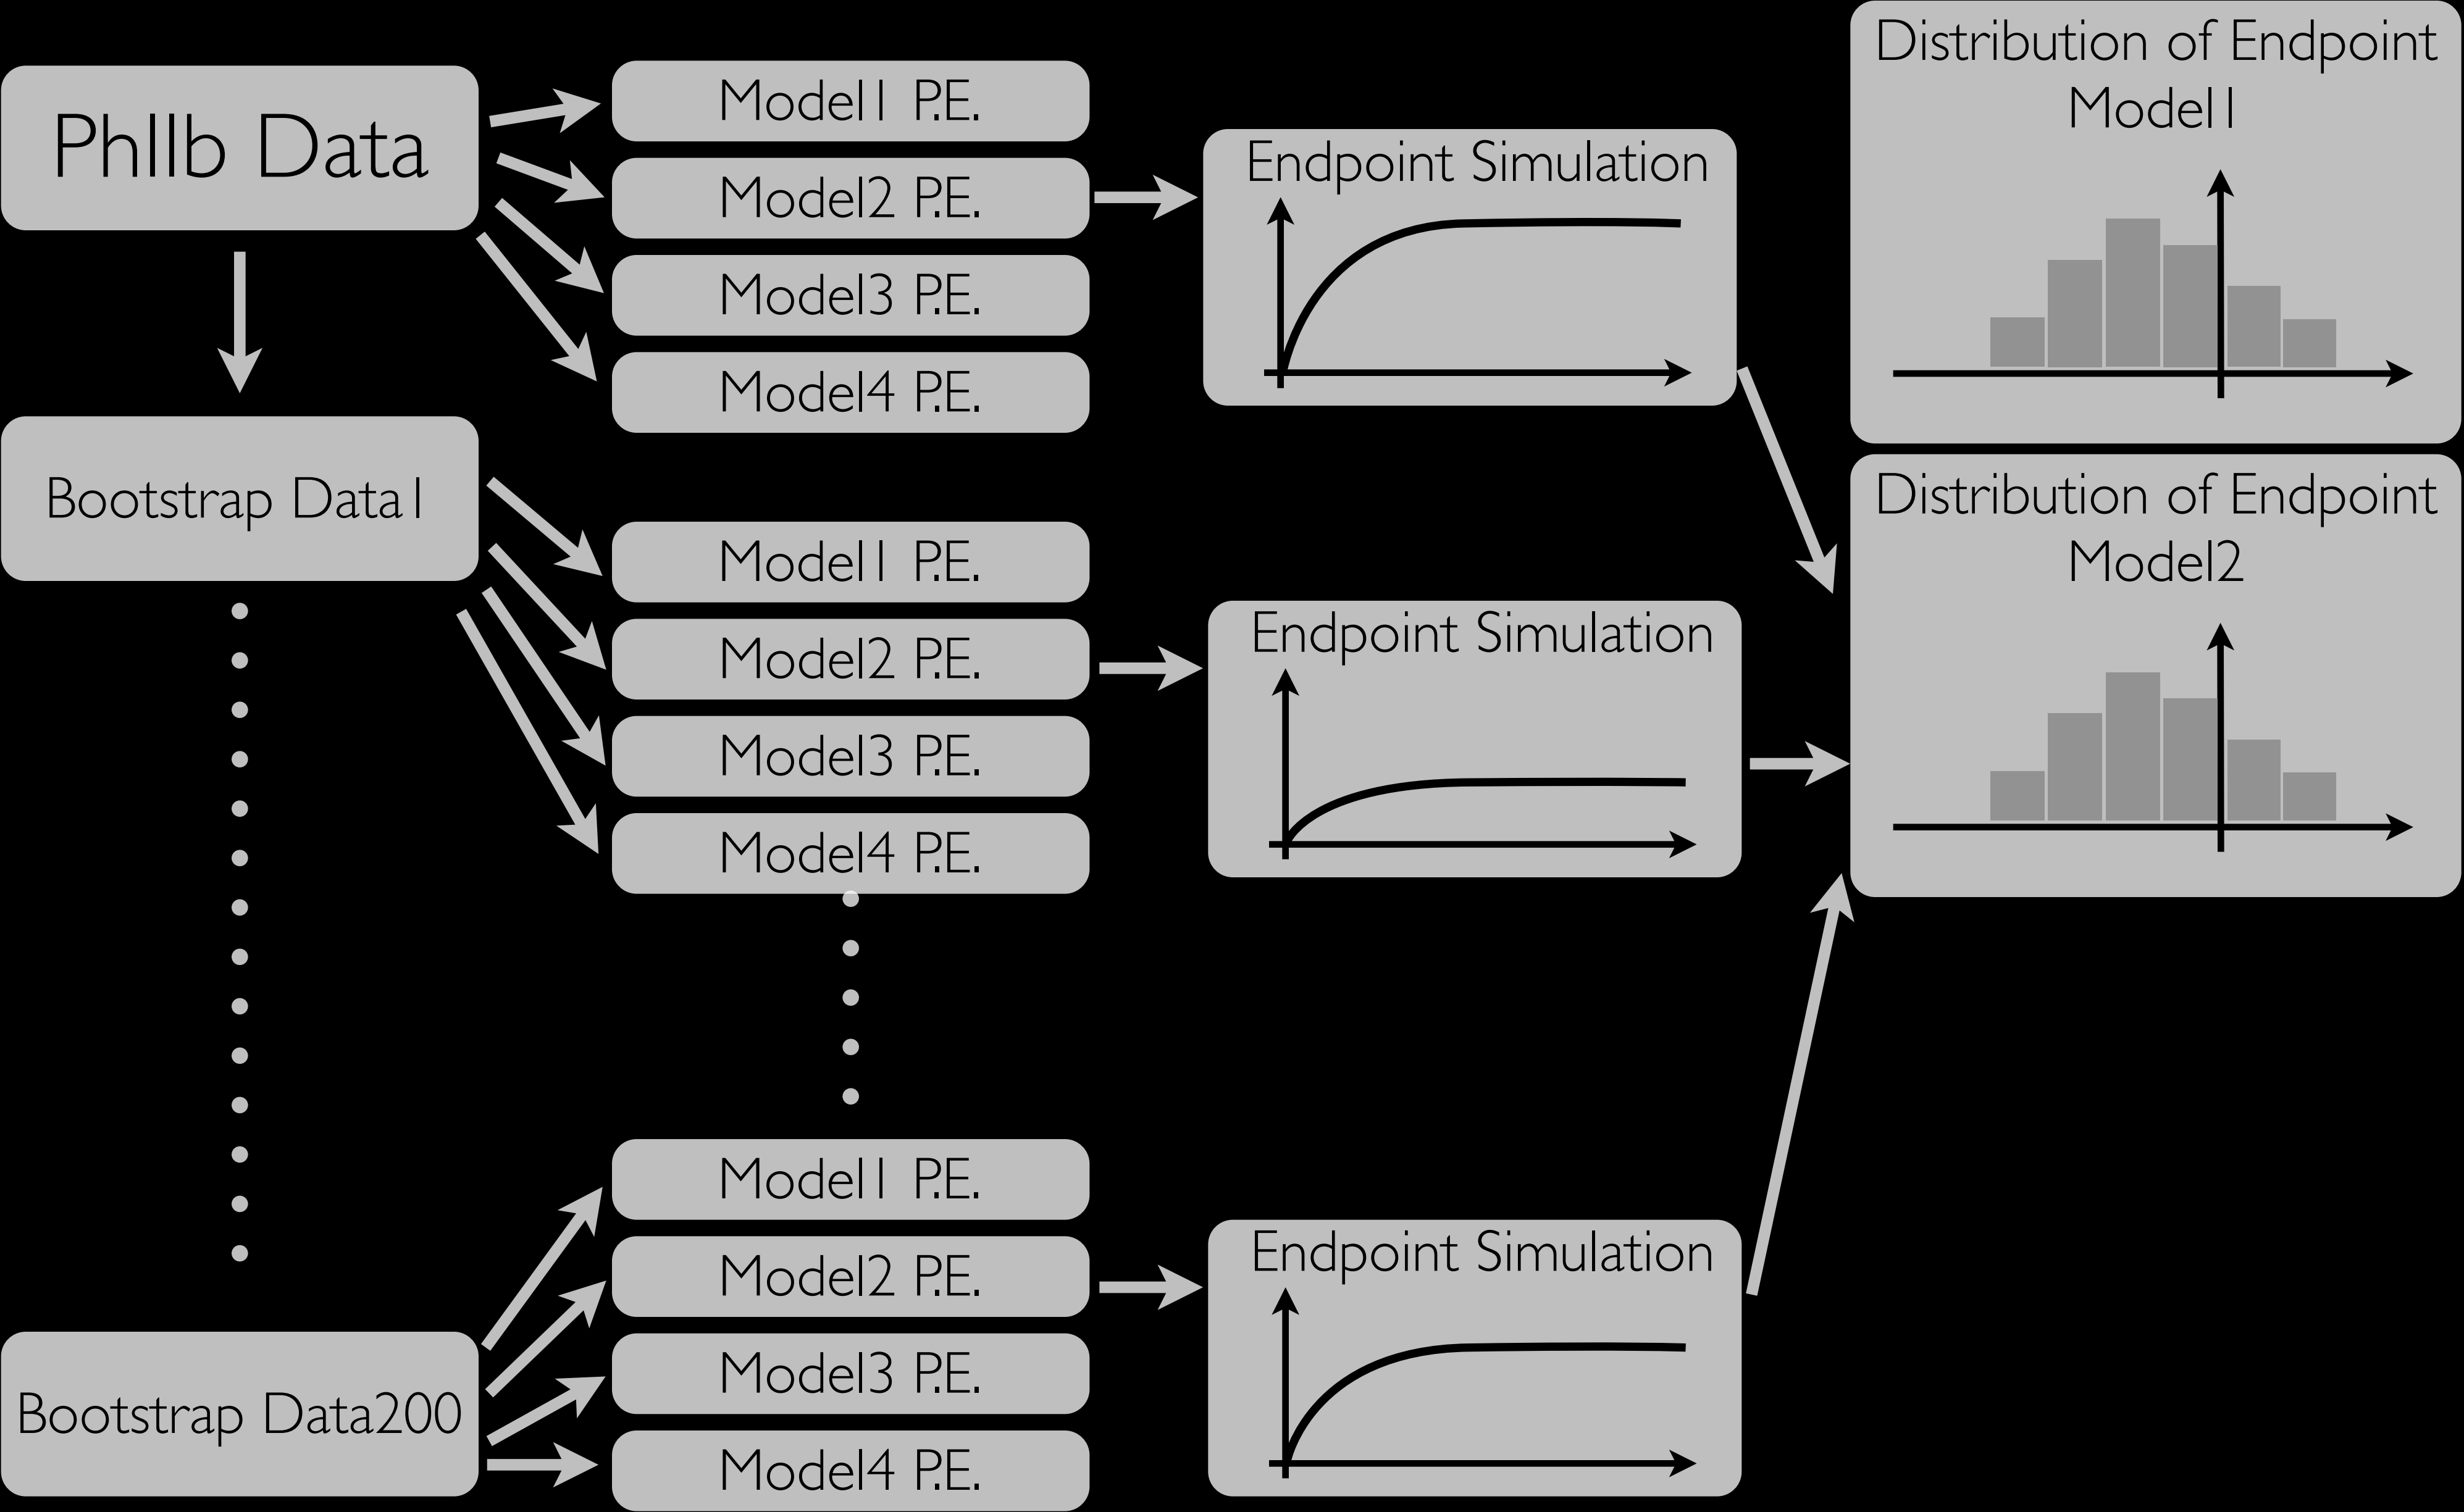 PhIIb Data
Model1 P.E.
Model2 P.E.
Model3 P.E.
Model4 P.E.
Endpoint Simulation
Distribution of Endpoint
Model1
Bootstrap Data1
Model1 P.E.
Model2 P.E.
Model3 P.E.
Model4 P.E.
Endpoint Simulation
Distribution of Endpoint
Model2
Bootstrap Data200
Model1 P.E.
Model2 P.E.
Model3 P.E.
Model4 P.E.
Endpoint Simulation